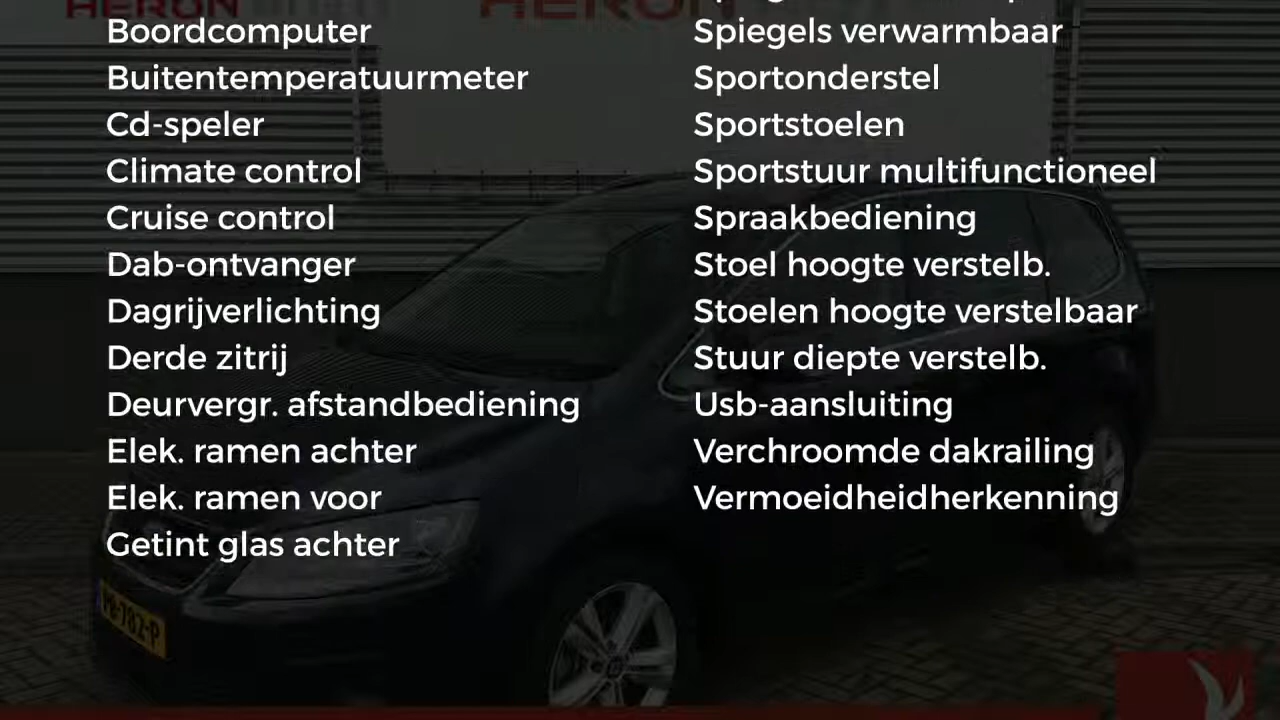 HERON
HERON
Boordcomputer
Buitentemperatuurmeter
Cd-speler
Climate control
Cruise control
Dab-ontvanger
Dagrijverlichting
Derde zitrij
Deurvergr. afstandbediening
Elek. ramen achter
Elek. ramen voor
Getint glas achter
Spiegels verwarmbaar
Sportonderstel
Sportstoelen
Sportstuur multifunctioneel
Spraakbediening
Stoel hoogte verstelb.
Stoelen hoogte verstelbaar
Stuur diepte verstelb.
Usb-aansluiting
Verchroomde dakrailing
Vermoeidheidherkenning